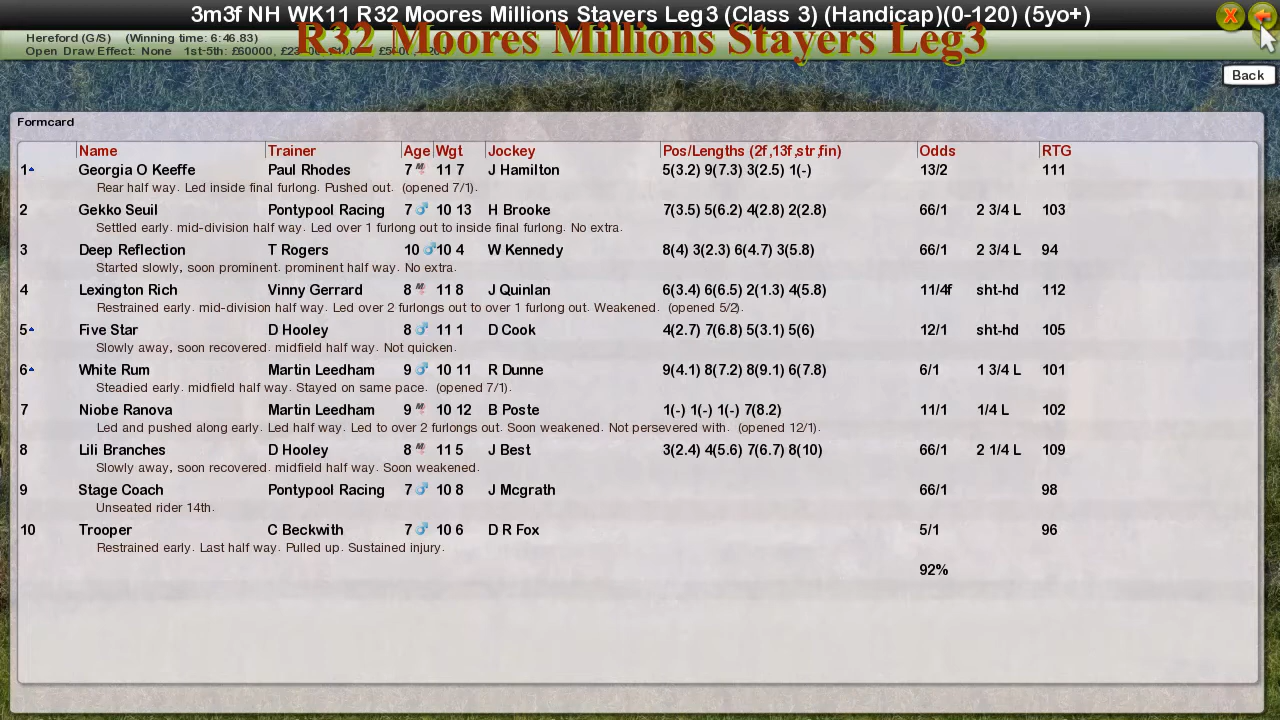 3m3f NH WK11 R32 Moores Millions Stayers Leg3 (Class 3) (Handicap)(0-120) (5yo+)
X
R32 Moores Millions Stayers Leg3
Hereford (G/S) (Winning time: 6:46.83)
Open Draw Effect: None 1st-5th: £60000,
Back
Formcard
Name Trainer Age Wgt Jockey Pos/Lengths (2f,13f,str,fin) Odds RTG
1 Georgia O Keeffe Paul Rhodes 7 11 7 J Hamilton 5(3.2) 9(7.3) 3(2.5) 1(-) 13/2 111
Rear half way. Led inside final furlong. Pushed out. (opened 7/1).
2 Gekko Seuil Pontypool Racing 7 10 13 H Brooke 7(3.5) 5(6.2) 4(2.8) 2(2.8) 66/1 2 3/4 L 103
Settled early. mid-division half way. Led over 1 furlong out to inside final furlong. No extra.
3 Deep Reflection T Rogers 10 10 4 W Kennedy 8(4) 3(2.3) 6(4.7) 3(5.8) 66/1 2 3/4 L 94
Started slowly, soon prominent. prominent half way. No extra.
4 Lexington Rich Vinny Gerrard 8 11 8 J Quinlan 6(3.4) 6(6.5) 2(1.3) 4(5.8) 11/4f sht-hd 112
Restrained early. mid-division half way. Led over 2 furlongs out to over 1 furlong out. Weakened. (opened 5/2).
5 Five Star D Hooley 8 11 1 D Cook 4(2.7) 7(6.8) 5(3.1) 5(6) 12/1 sht-hd 105
Slowly away, soon recovered. midfield half way. Not quicken.
6 White Rum Martin Leedham 9 10 11 R Dunne 9(4.1) 8(7.2) 8(9.1) 6(7.8) 6/1 1 3/4 L 101
Steadied early. midfield half way. Stayed on same pace. (opened 7/1).
7 Niobe Ranova Martin Leedham 9 10 12 B Poste 1(-) 1(-) 1(-) 7(8.2) 11/1 1/4 L 102
Led and pushed along early. Led half way. Led to over 2 furlongs out. Soon weakened. Not persevered with. (opened 12/1).
8 Lili Branches D Hooley 8 11 5 J Best 3(2.4) 4(5.6) 7(6.7) 8(10) 66/1 2 1/4 L 109
Slowly away, soon recovered. midfield half way. Soon weakened.
9 Stage Coach Pontypool Racing 7 10 8 J Mcgrath 66/1 98
Unseated rider 14th.
10 Trooper C Beckwith 7 10 6 D R Fox 5/1 96
Restrained early. Last half way. Pulled up. Sustained injury.
92%